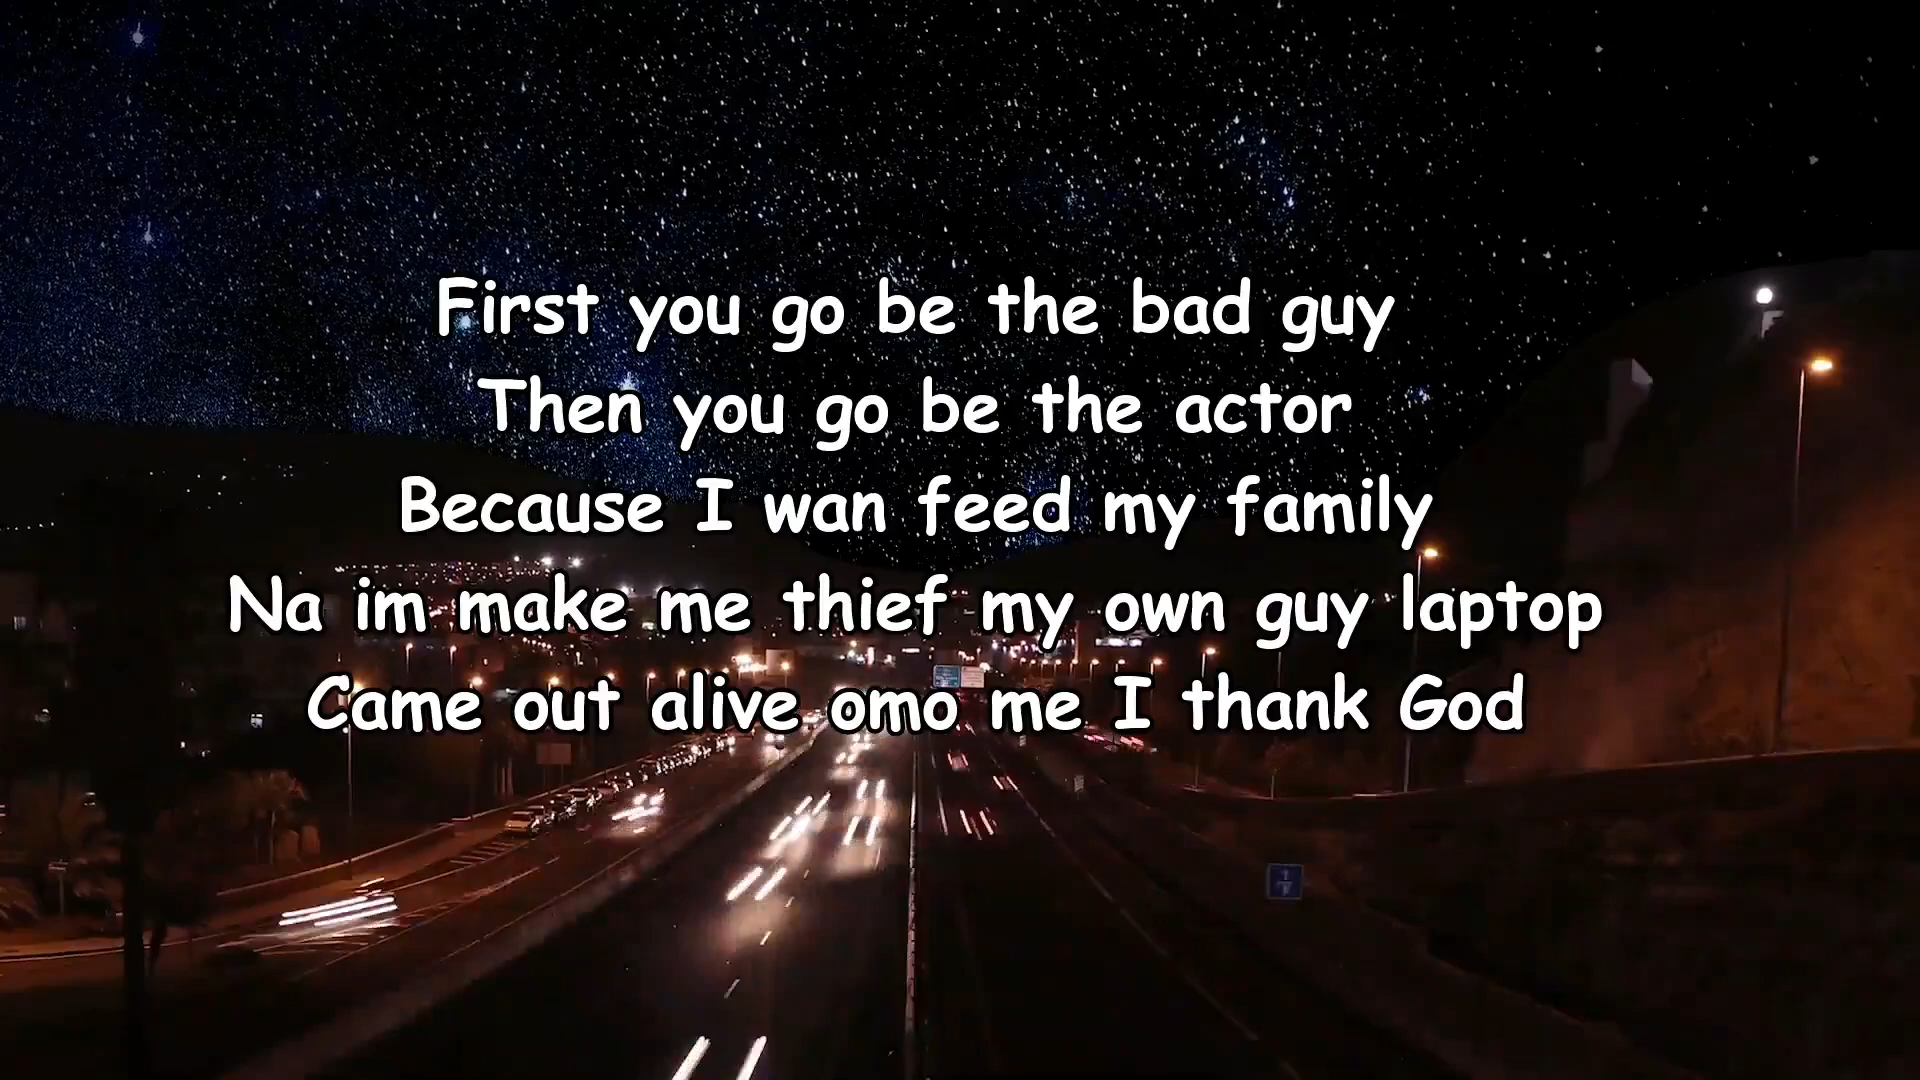 First you go be the bad guy
Then you go be the actor
Because I wan feed my family
Na im make me thief my own guy laptop
Came out alive omo me I thank God